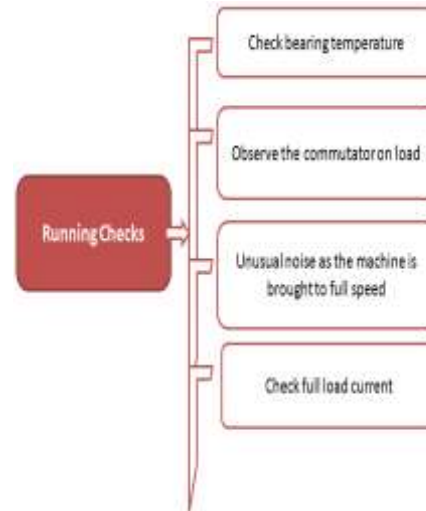 Check bearing temperature
Observe the commutator on load
Running Checks
Unusual noise as the machine is
brought to full speed
Check full load current